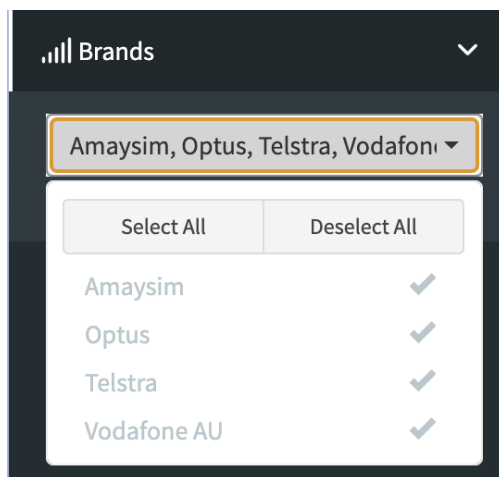 Brands
Amaysim, Optus, Telstra, Vodafon
Select All Deselect All
Amaysim
Optus
Telstra
Vodafone AU